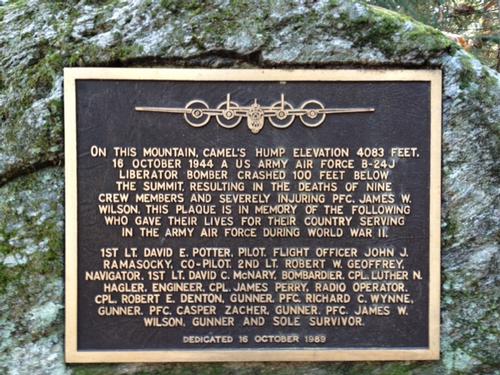 ON THIS MOUNTAIN, CAMEL'S HUMP ELEVATION 4083 FEET.
16 OCTOBER 1944 A US ARMY AIR FORCE B-24J
LIBERATOR BOMBER CRASHED 100 FEET BELOW
THE SUMMIT, RESULTING IN THE DEATHS OF NINE
CREW MEMBERS AND SEVERELY INJURING PFC. JAMES W.
WILSON. THIS PLAQUE IS IN MEMORY OF THE FOLLOWING
WHO GAVE THEIR LIVES FOR THEIR COUNTRY SERVING
IN THE ARMY AIR FORCE DURING WORLD WAR II.
1ST LT. DAVID E. POTTER, PILOT. FLIGHT OFFICER JOHN J.
RAMASOCKY, CO-PILOT. 2ND LT. ROBERT W. GEOFFREY,
NAVIGATOR. 1ST LT. DAVID C. MCNARY, BOMBARDIER. CPL. LUTHER N.
HAGLER, ENGINEER. CPL. JAMES PERRY, RADIO OPERATOR.
CPL. ROBERT E. DENTON, GUNNER. PFC. RICHARD C. WYNNE,
GUNNER. PFC. CASPER ZACHER, GUNNER. PFC. JAMES W.
WILSON, GUNNER AND SOLE SURVIVOR.
DEDICATED 16 OCTOBER 1989